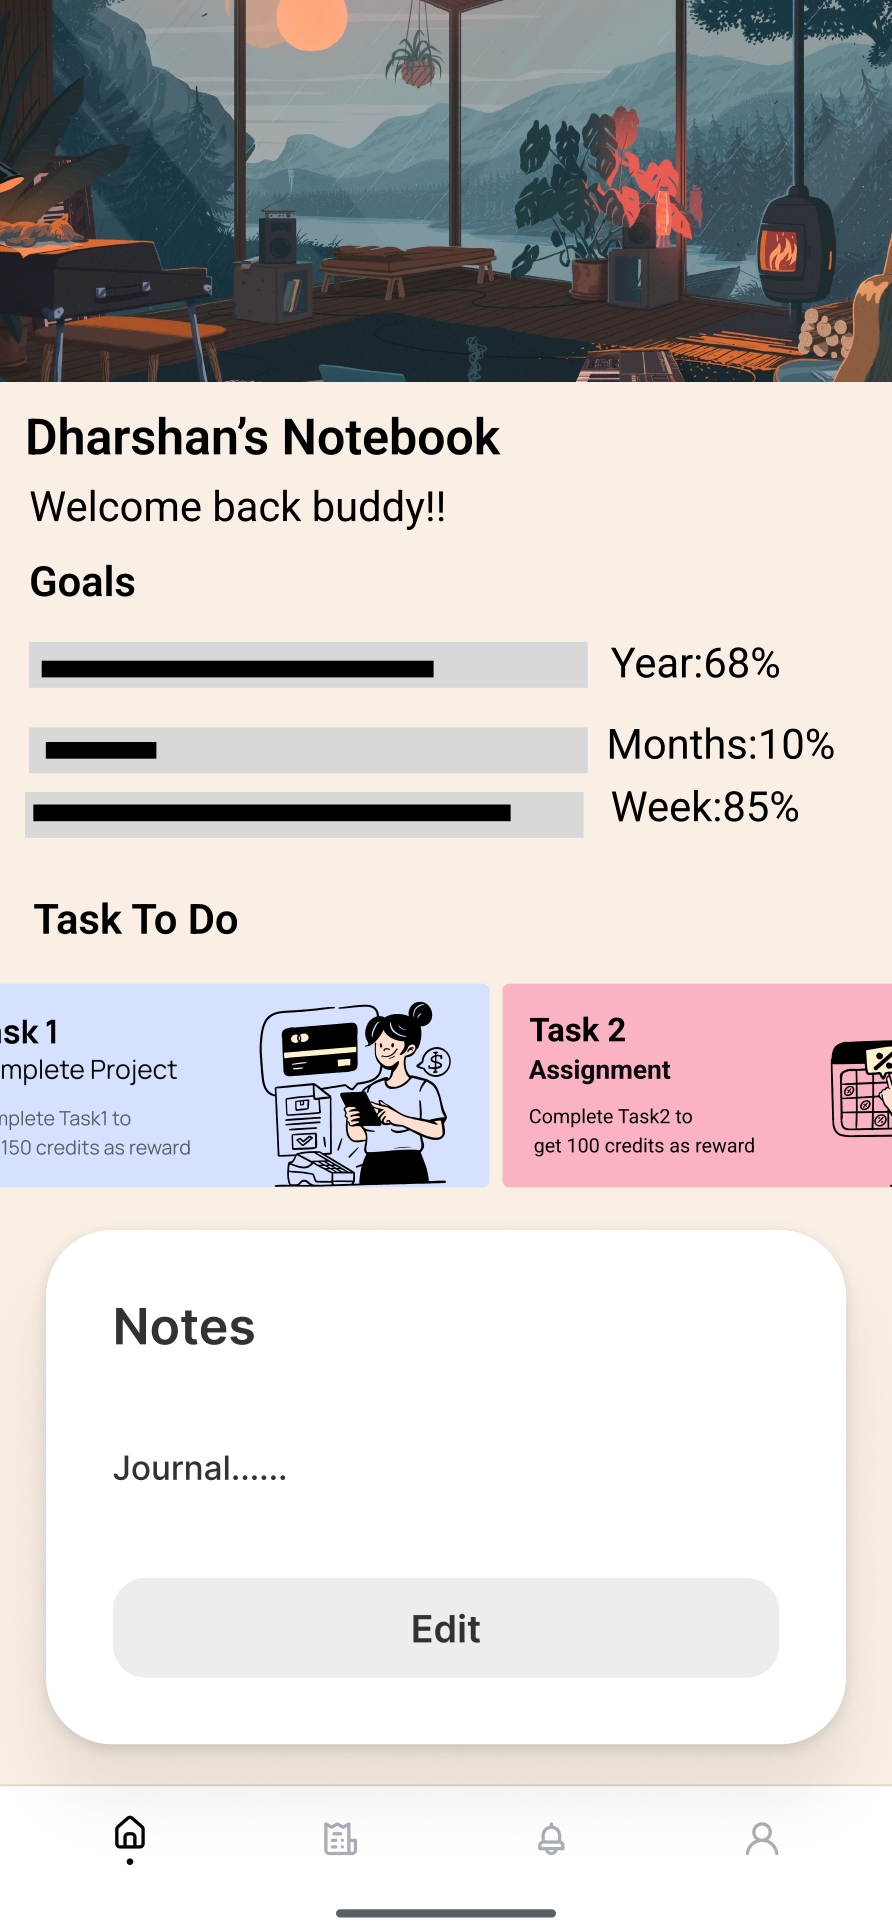 Dharshan’s Notebook
Welcome back buddy!!
Goals
Year:68%
Months:10%
Week:85%
Task To Do
sk 1
mplete Project
nplete Task1 to
150 credits as reward
Task 2
Assignment
Complete Task2 to
get 100 credits as reward
Notes
Journal......
Edit